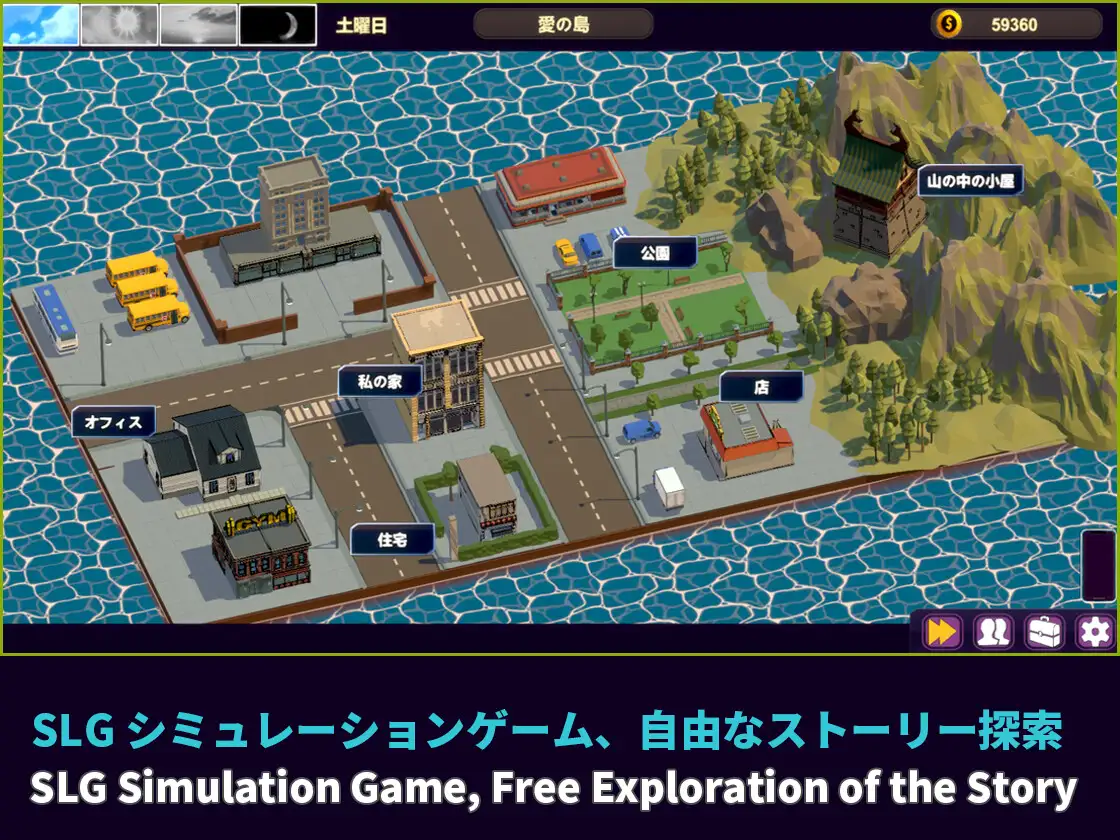 土曜日
愛の島
59360
山の中の小屋
公園
私の家
店
オフィス
GYM
住宅
SLG シミュレーションゲーム、自由なストーリー探索
SLG Simulation Game, Free Exploration of the Story